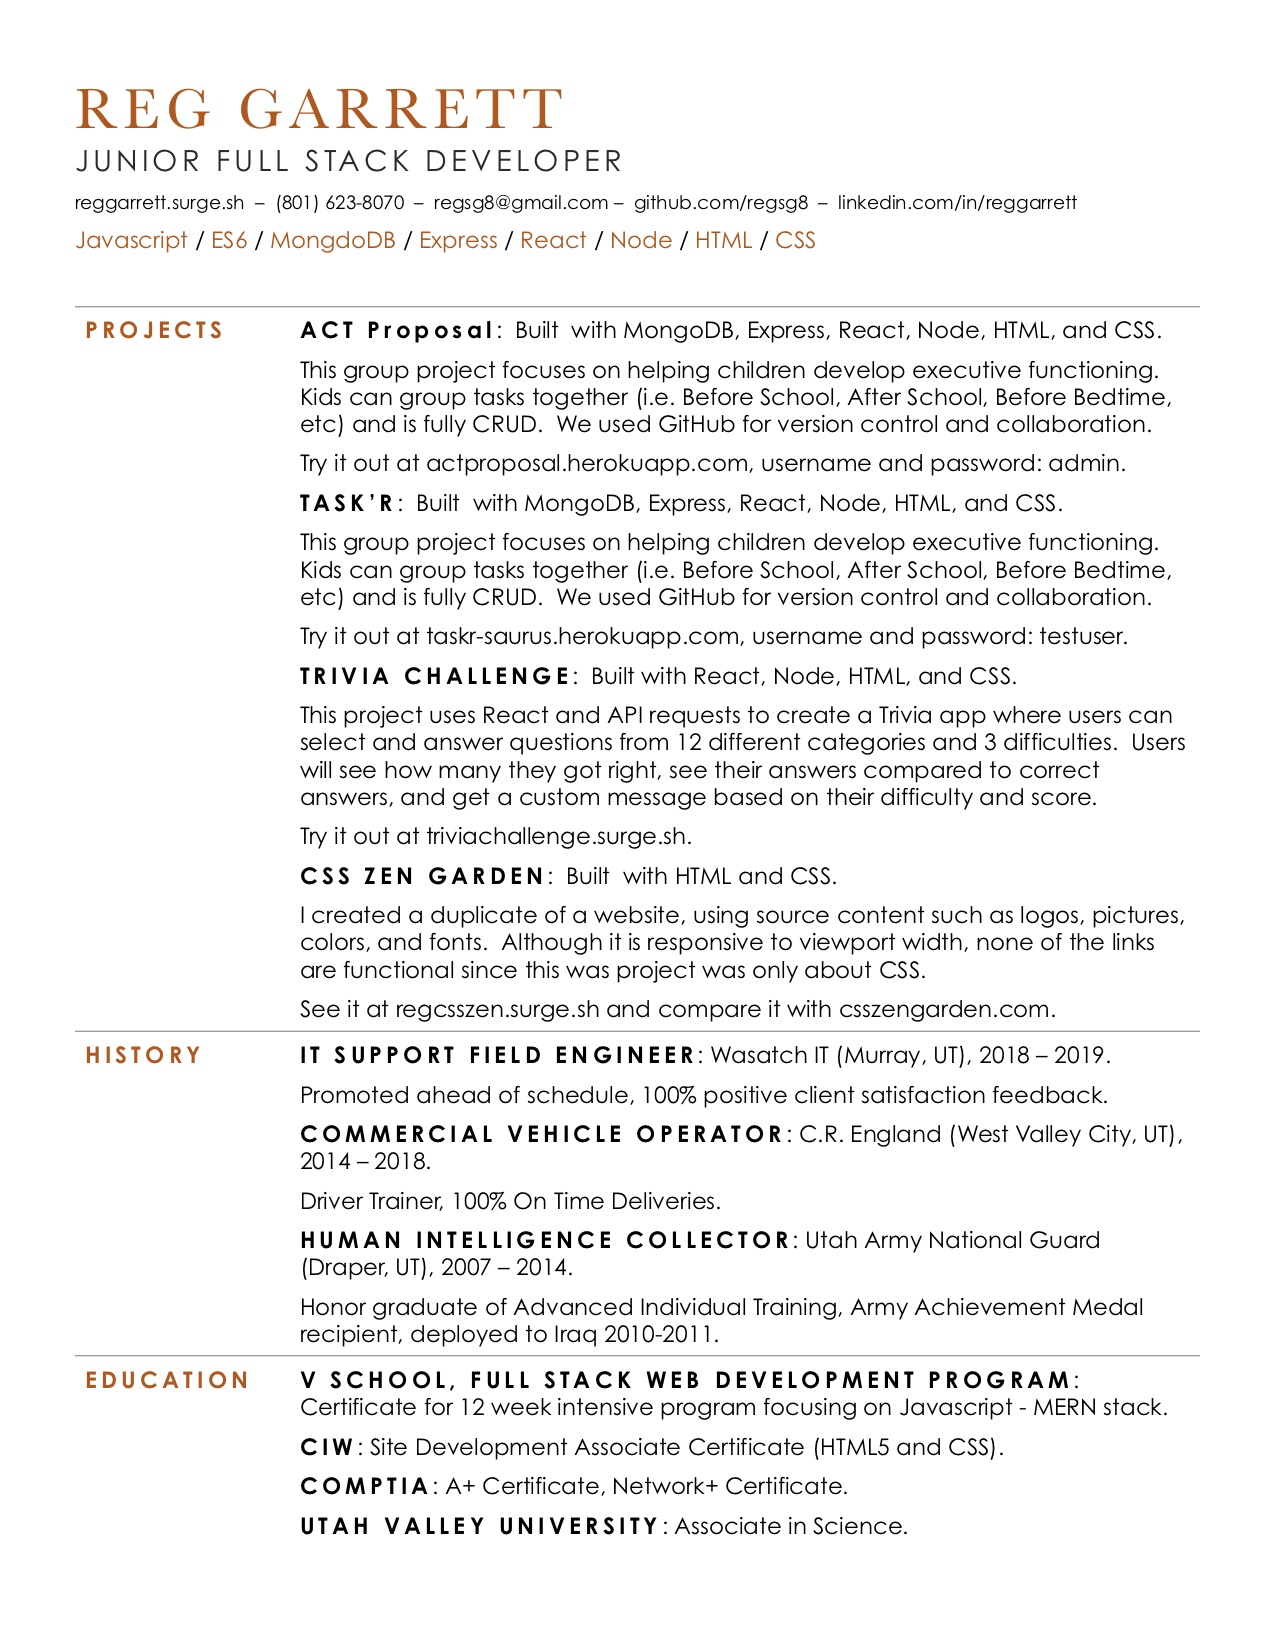 REG GARRETT
JUNIOR FULL STACK DEVELOPER
reggarrett.surge.sh – (801) 623-8070 – regsg8@gmail.com – github.com/regsg8 – linkedin.com/in/reggarrett
Javascript / ES6 / MongdoDB / Express / React / Node / HTML / CSS
PROJECTS
ACT Proposal: Built with MongoDB, Express, React, Node, HTML, and CSS.
This group project focuses on helping children develop executive functioning.
Kids can group tasks together (i.e. Before School, After School, Before Bedtime,
etc) and is fully CRUD. We used GitHub for version control and collaboration.
Try it out at actproposal.herokuapp.com, username and password: admin.
TASK’R: Built with MongoDB, Express, React, Node, HTML, and CSS.
This group project focuses on helping children develop executive functioning.
Kids can group tasks together (i.e. Before School, After School, Before Bedtime,
etc) and is fully CRUD. We used GitHub for version control and collaboration.
Try it out at taskr-saurus.herokuapp.com, username and password: testuser.
TRIVIA CHALLENGE: Built with React, Node, HTML, and CSS.
This project uses React and API requests to create a Trivia app where users can
select and answer questions from 12 different categories and 3 difficulties. Users
will see how many they got right, see their answers compared to correct
answers, and get a custom message based on their difficulty and score.
Try it out at triviachallenge.surge.sh.
CSS ZEN GARDEN: Built with HTML and CSS.
I created a duplicate of a website, using source content such as logos, pictures,
colors, and fonts. Although it is responsive to viewport width, none of the links
are functional since this was project was only about CSS.
See it at regcsszen.surge.sh and compare it with csszengarden.com.
HISTORY
IT SUPPORT FIELD ENGINEER: Wasatch IT (Murray, UT), 2018 – 2019.
Promoted ahead of schedule, 100% positive client satisfaction feedback.
COMMERCIAL VEHICLE OPERATOR: C.R. England (West Valley City, UT),
2014 – 2018.
Driver Trainer, 100% On Time Deliveries.
HUMAN INTELLIGENCE COLLECTOR: Utah Army National Guard
(Draper, UT), 2007 – 2014.
Honor graduate of Advanced Individual Training, Army Achievement Medal
recipient, deployed to Iraq 2010-2011.
EDUCATION
V SCHOOL, FULL STACK WEB DEVELOPMENT PROGRAM:
Certificate for 12 week intensive program focusing on Javascript - MERN stack.
CIW: Site Development Associate Certificate (HTML5 and CSS).
COMPTIA: A+ Certificate, Network+ Certificate.
UTAH VALLEY UNIVERSITY: Associate in Science.